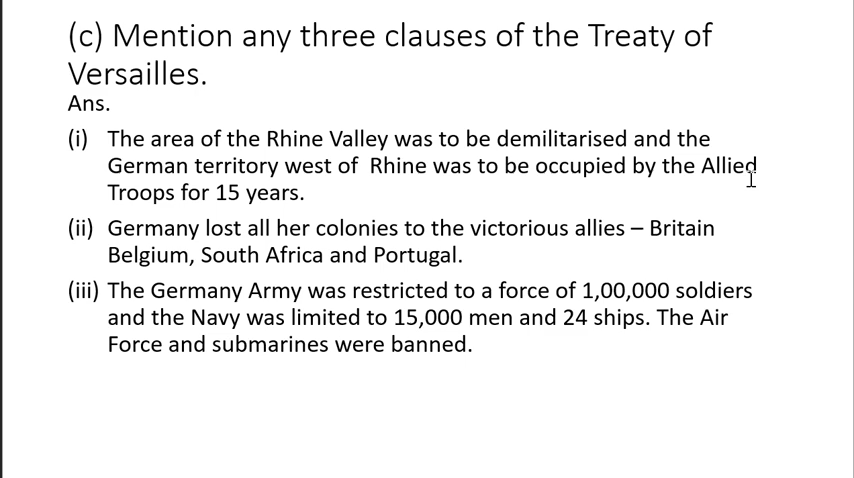 (c) Mention any three clauses of the Treaty of
Versailles.
Ans.
(i) The area of the Rhine Valley was to be demilitarised and the
German territory west of Rhine was to be occupied by the Allied
Troops for 15 years.
(ii) Germany lost all her colonies to the victorious allies – Britain
Belgium, South Africa and Portugal.
(iii) The Germany Army was restricted to a force of 1,00,000 soldiers
and the Navy was limited to 15,000 men and 24 ships. The Air
Force and submarines were banned.